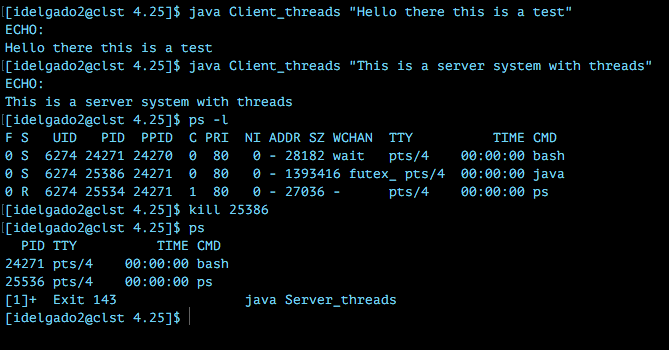 [idelgado2@clst 4.25]$ java Client_threads "Hello there this is a test"
ECHO:
Hello there this is a test
[idelgado2@clst 4.25]$ java Client_threads "This is a server system with threads"
ECHO:
This is a server system with threads
[idelgado2@clst 4.25]$ ps -l
F S   UID   PID  PPID  C PRI  NI ADDR SZ WCHAN  TTY          TIME CMD
0 S  6274 24271 24270  0  80   0 - 28182 wait   pts/4    00:00:00 bash
0 S  6274 25386 24271  0  80   0 - 1393416 futex_ pts/4  00:00:00 java
0 R  6274 25534 24271  1  80   0 - 27036 -      pts/4    00:00:00 ps
[idelgado2@clst 4.25]$ kill 25386
[idelgado2@clst 4.25]$ ps
  PID TTY          TIME CMD
24271 pts/4    00:00:00 bash
25536 pts/4    00:00:00 ps
[1]+  Exit 143                java Server_threads
[idelgado2@clst 4.25]$